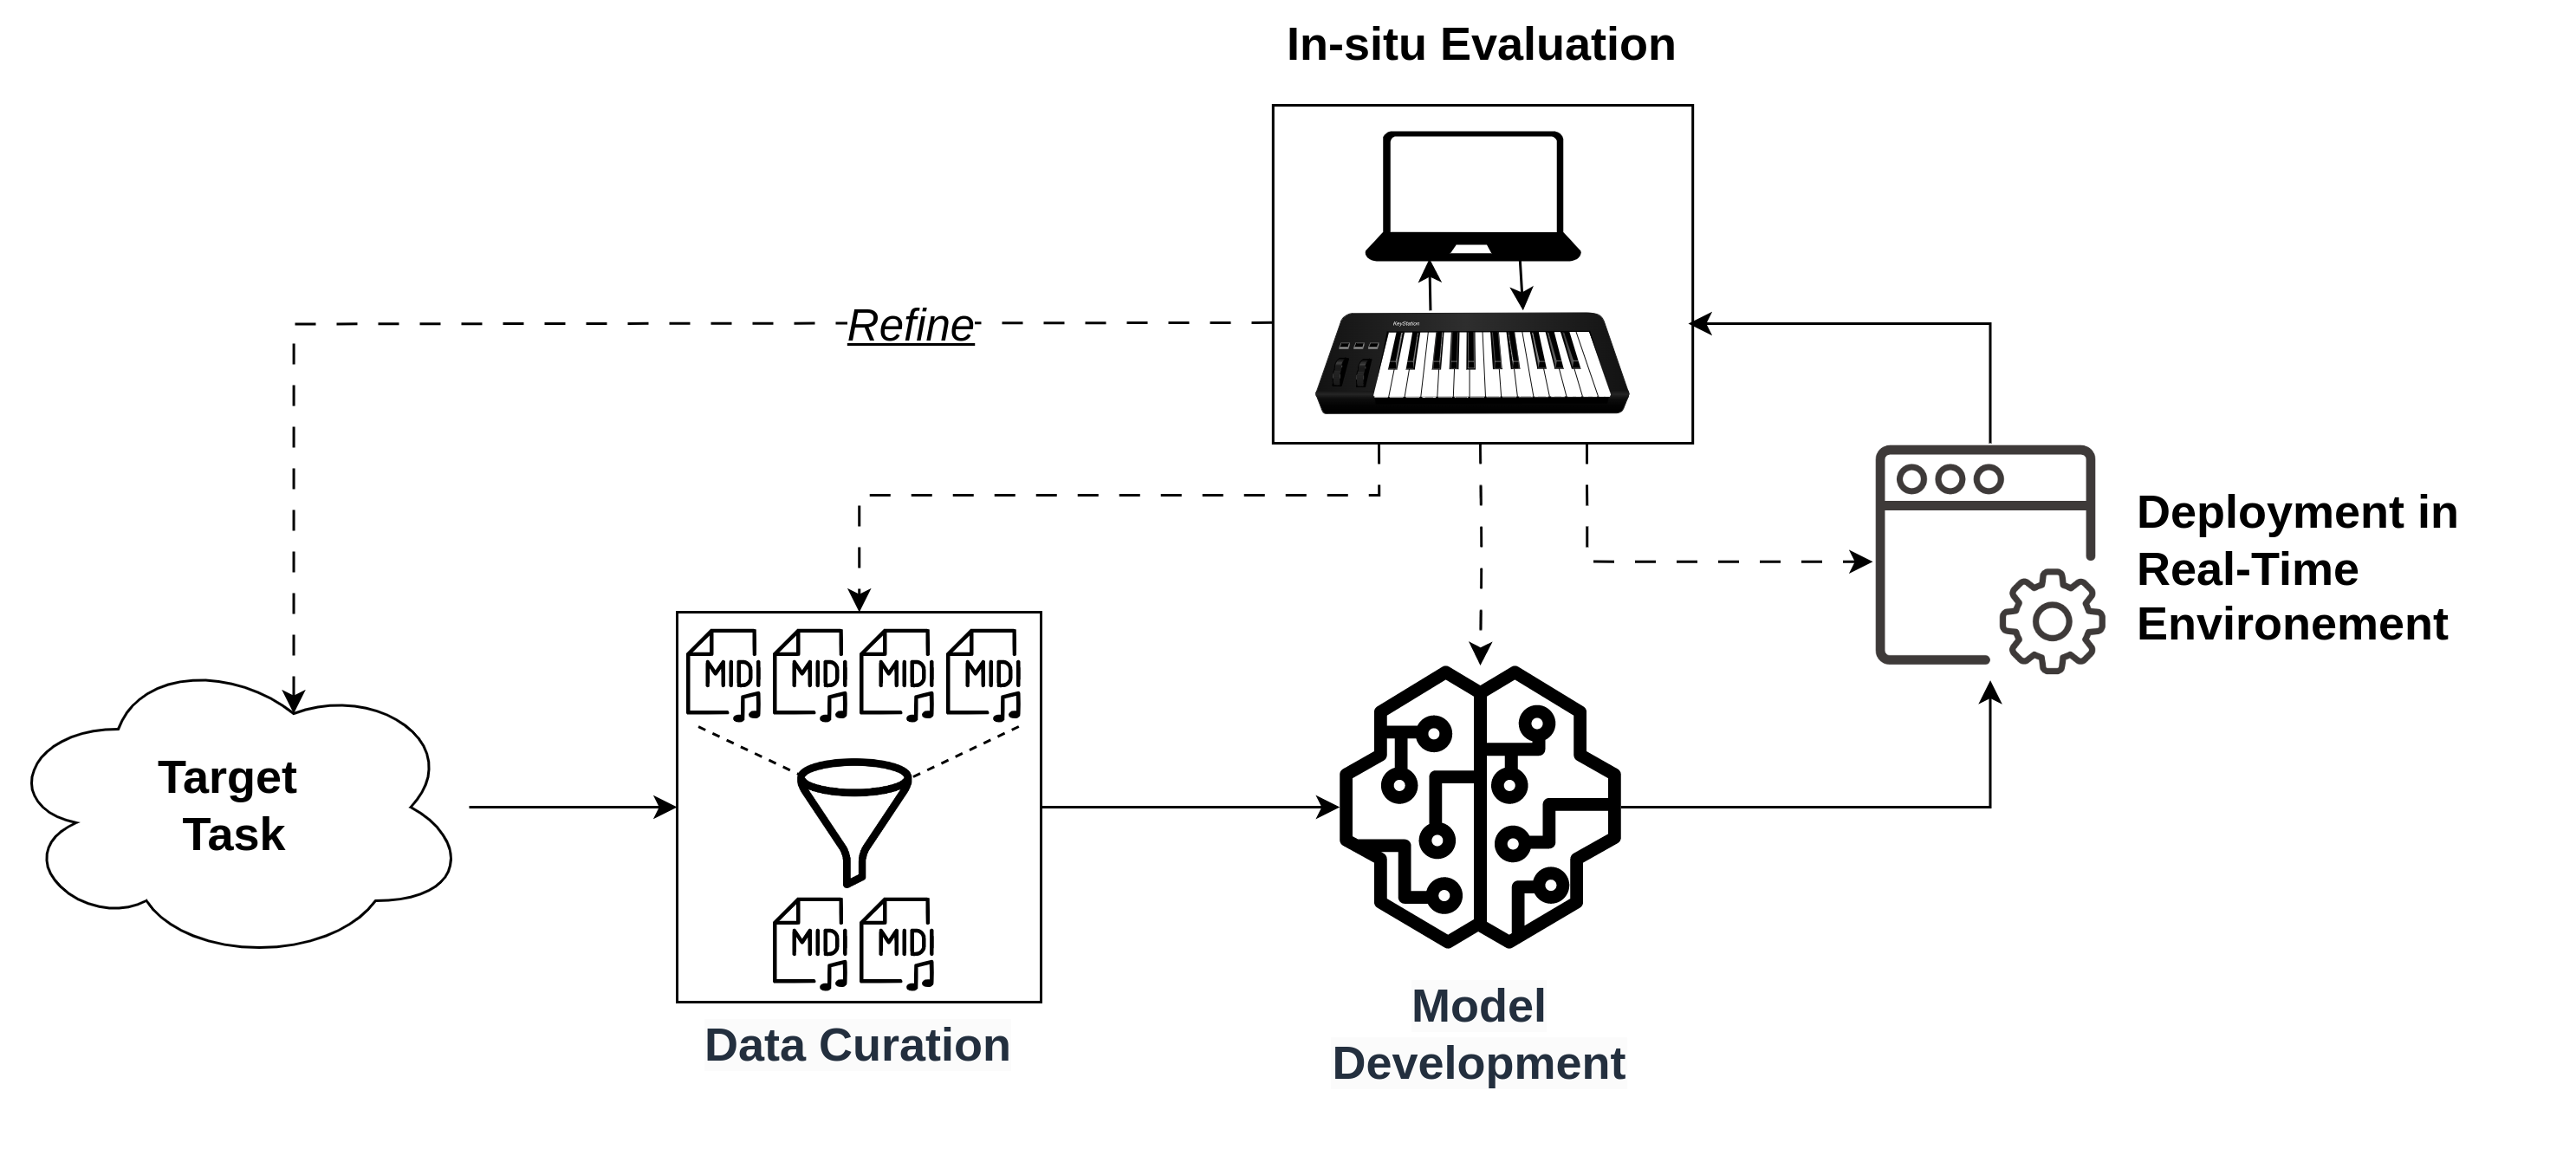 In-situ Evaluation
KeyStation
Refine
Deployment in
Real-Time
Environement
MIDI MIDI MIDI MIDI
Target
Task
MIDI MIDI
Data Curation
Model
Development